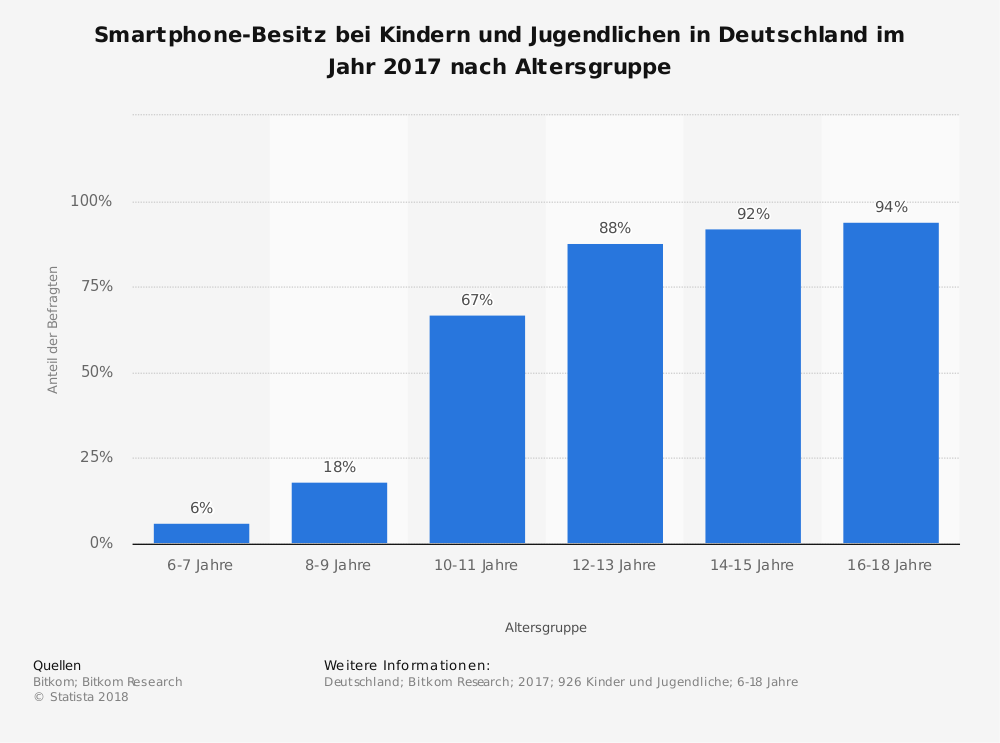 Smartphone-Besitz bei Kindern und Jugendlichen in Deutschland im
Jahr 2017 nach Altersgruppe
Anteil der Befragten
100%
75%
50%
25%
0%
6%
18%
67%
88%
92%
94%
6-7 Jahre
8-9 Jahre
10-11 Jahre
12-13 Jahre
14-15 Jahre
16-18 Jahre
Altersgruppe
Quellen
Bitkom; Bitkom Research
© Statista 2018
Weitere Informationen:
Deutschland; Bitkom Research; 2017; 926 Kinder und Jugendliche; 6-18 Jahre